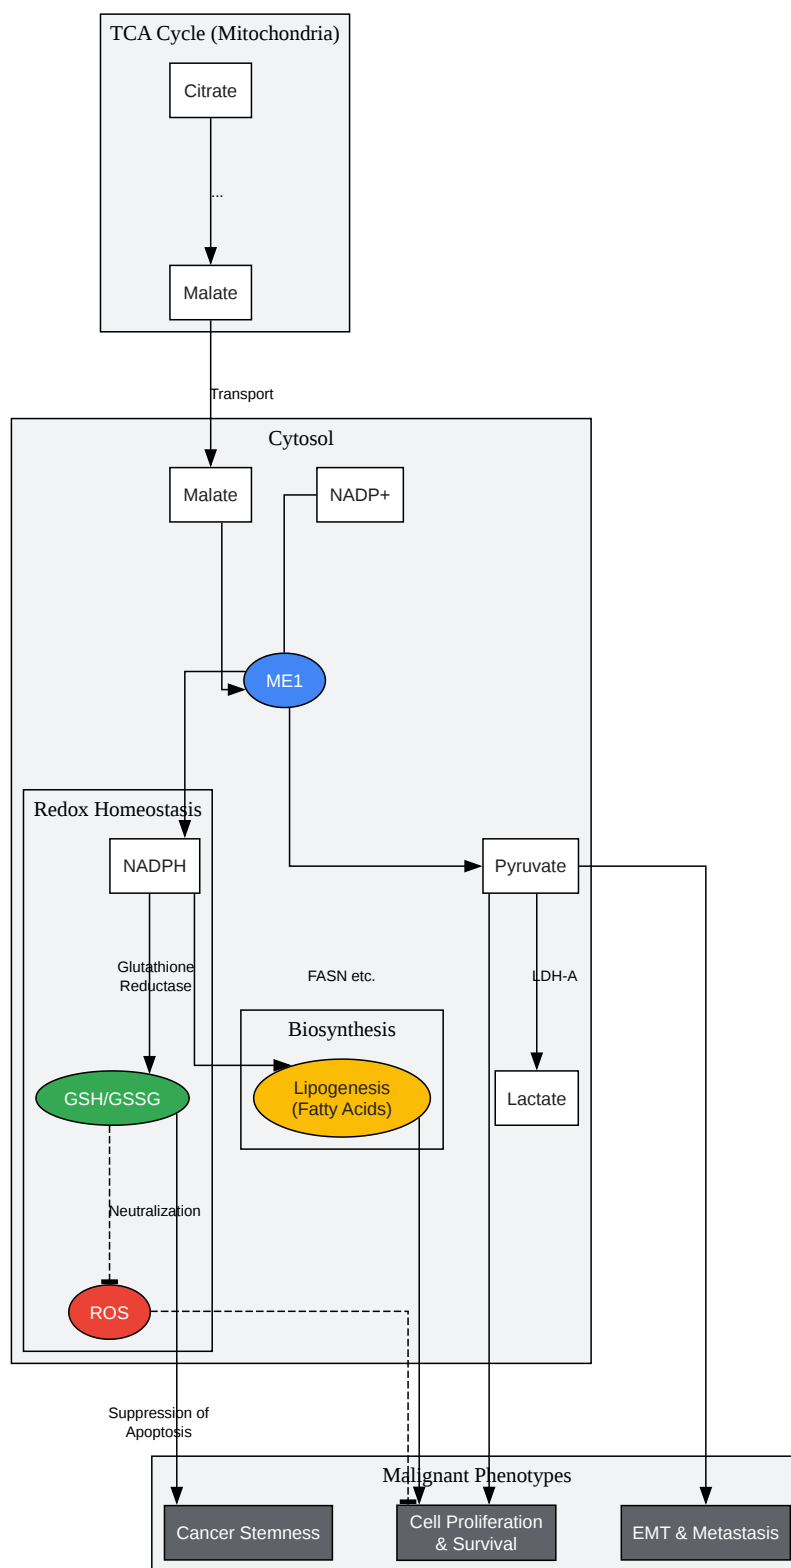 TCA Cycle (Mitochondria)
Citrate
...
Malate
Transport
Cytosol
Malate
NADP+
ME1
Redox Homeostasis
NADPH
Pyruvate
Glutathione
Reductase
FASN etc.
LDH-A
Biosynthesis
GSH/GSSG
Lipogenesis
(Fatty Acids)
Lactate
Neutralization
ROS
Suppression of
Apoptosis
Malignant Phenotypes
Cancer Stemness
Cell Proliferation
& Survival
EMT & Metastasis